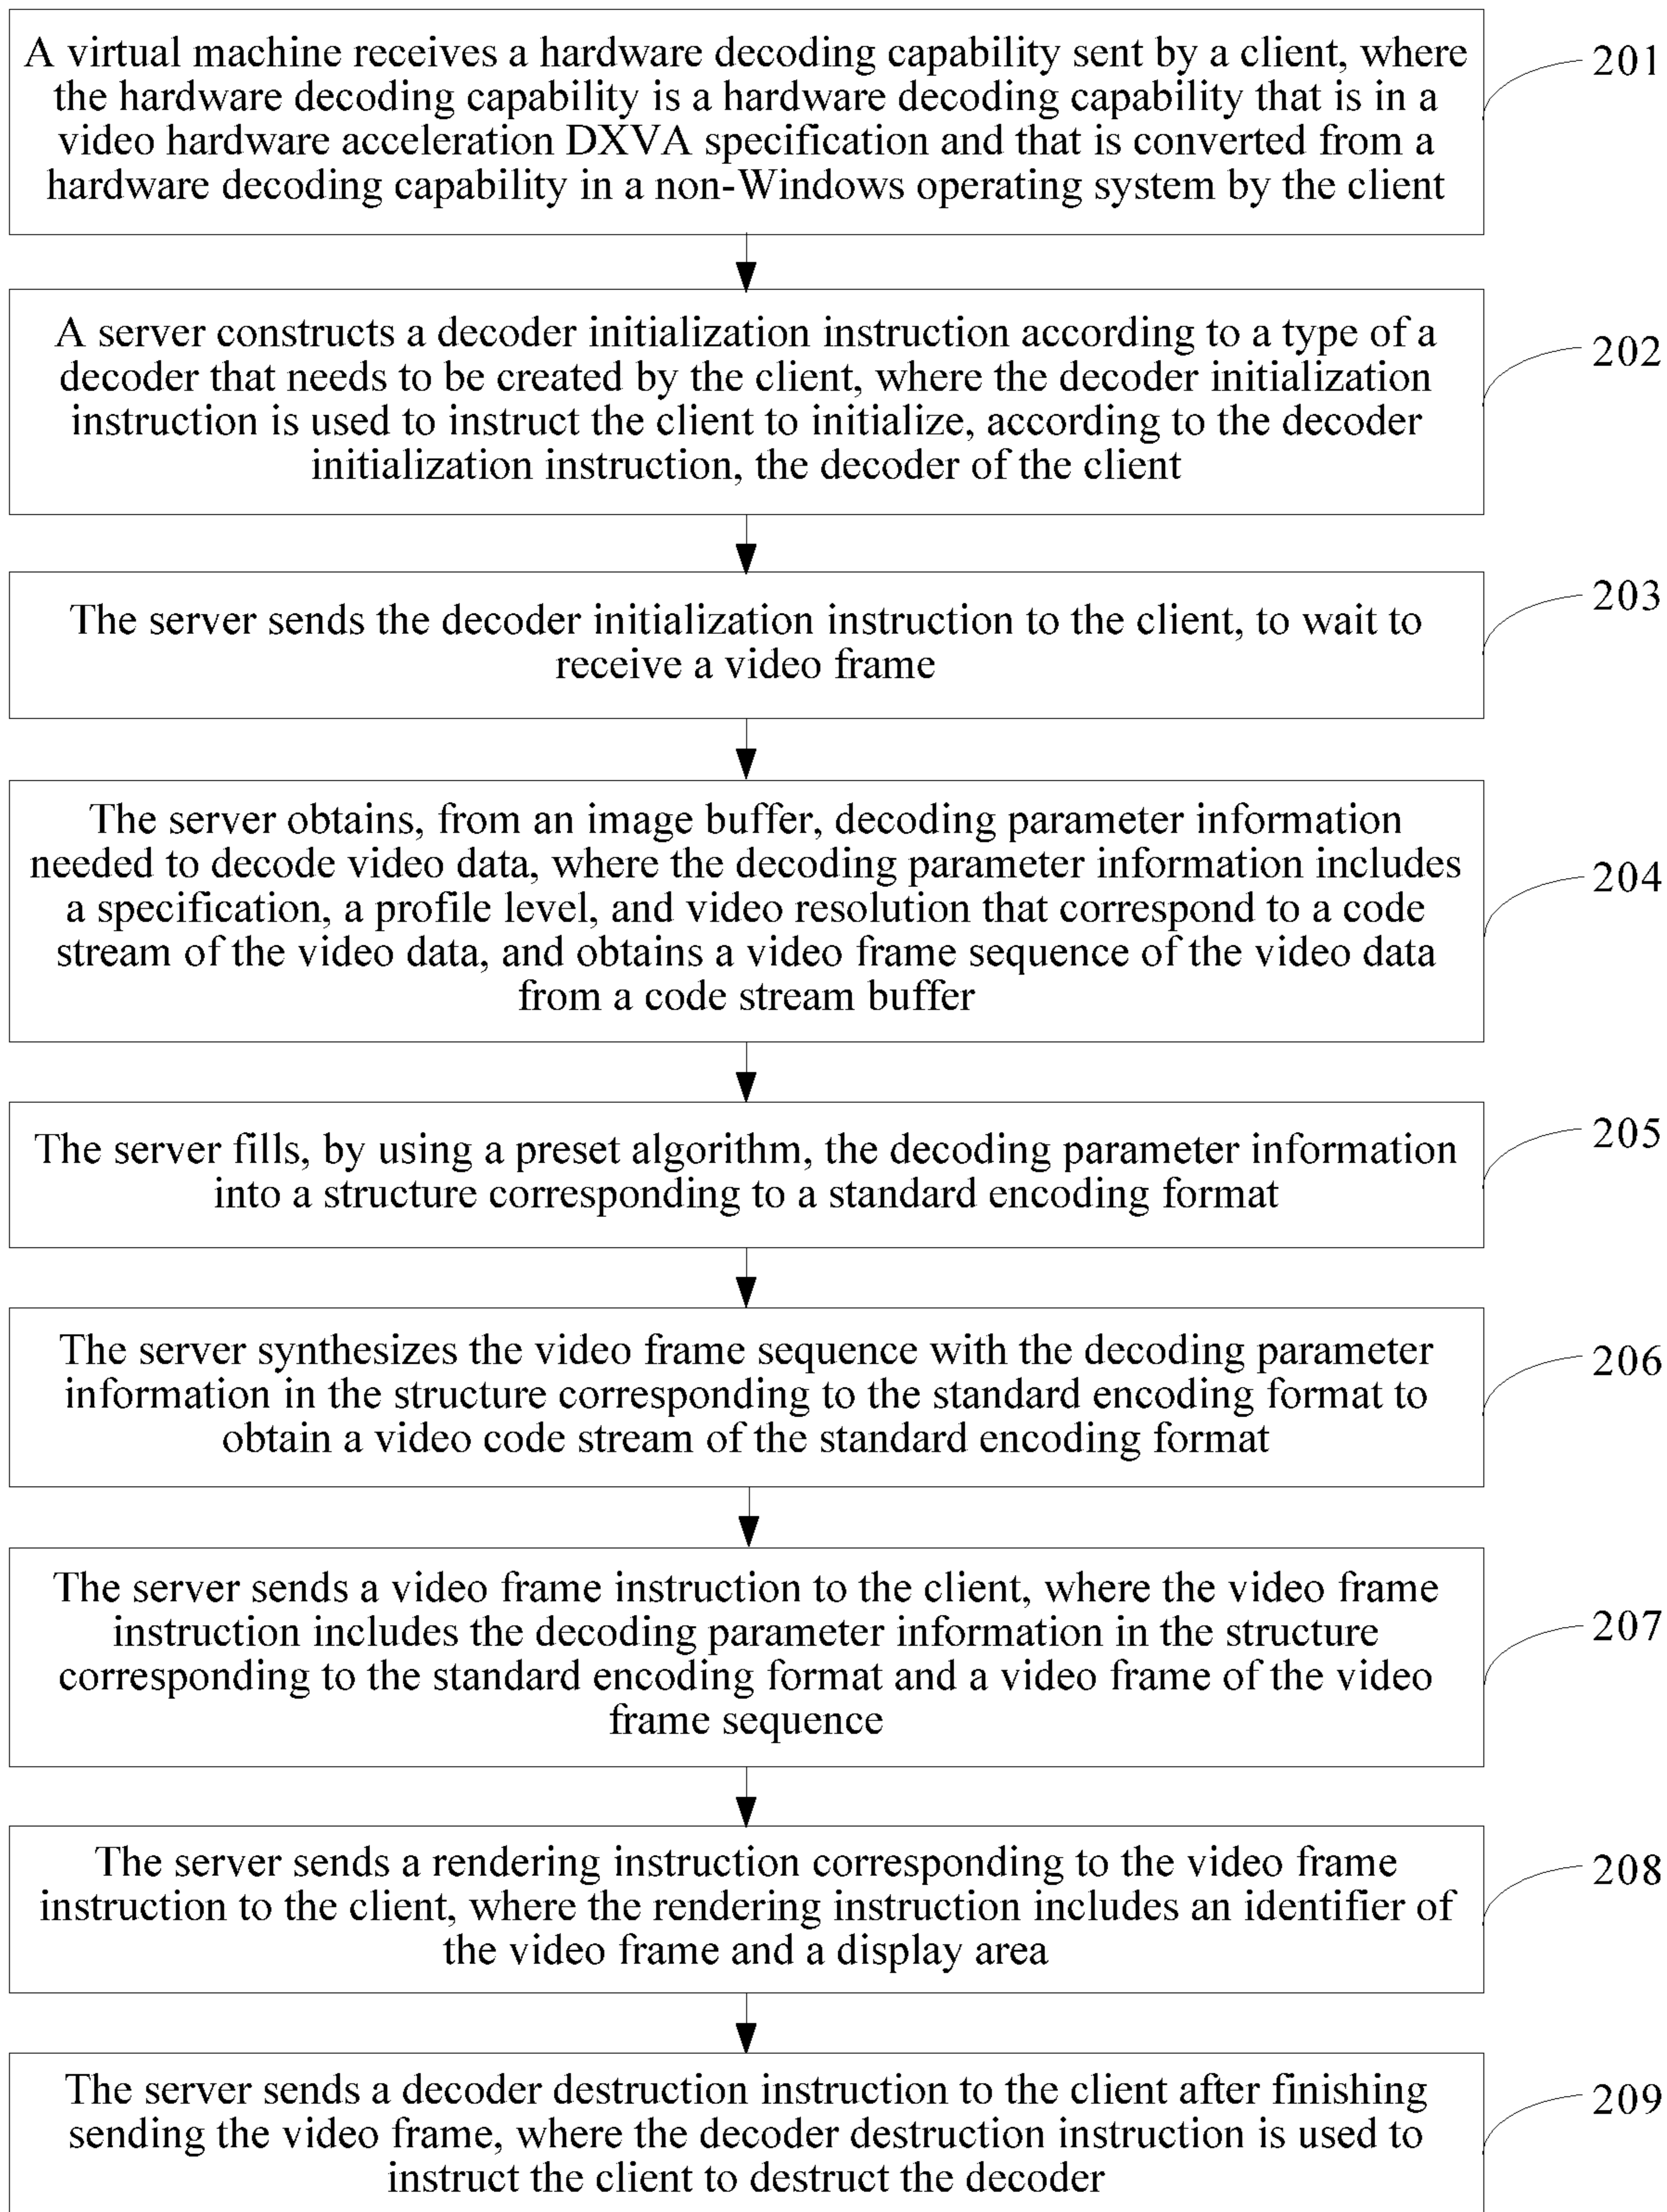 A virtual machine receives a hardware decoding capability sent by a client, where
the hardware decoding capability is a hardware decoding capability that is in a
video hardware acceleration DXVA specification and that is converted from a
hardware decoding capability in a non-Windows operating system by the client
201
A server constructs a decoder initialization instruction according to a type of a
decoder that needs to be created by the client, where the decoder initialization
instruction is used to instruct the client to initialize, according to the decoder
initialization instruction, the decoder of the client
202
The server sends the decoder initialization instruction to the client, to wait to
receive a video frame
203
The server obtains, from an image buffer, decoding parameter information
needed to decode video data, where the decoding parameter information includes
a specification, a profile level, and video resolution that correspond to a code
stream of the video data, and obtains a video frame sequence of the video data
from a code stream buffer
204
The server fills, by using a preset algorithm, the decoding parameter information
into a structure corresponding to a standard encoding format
205
The server synthesizes the video frame sequence with the decoding parameter
information in the structure corresponding to the standard encoding format to
obtain a video code stream of the standard encoding format
206
The server sends a video frame instruction to the client, where the video frame
instruction includes the decoding parameter information in the structure
corresponding to the standard encoding format and a video frame of the video
frame sequence
207
The server sends a rendering instruction corresponding to the video frame
instruction to the client, where the rendering instruction includes an identifier of
the video frame and a display area
208
The server sends a decoder destruction instruction to the client after finishing
sending the video frame, where the decoder destruction instruction is used to
instruct the client to destruct the decoder
209